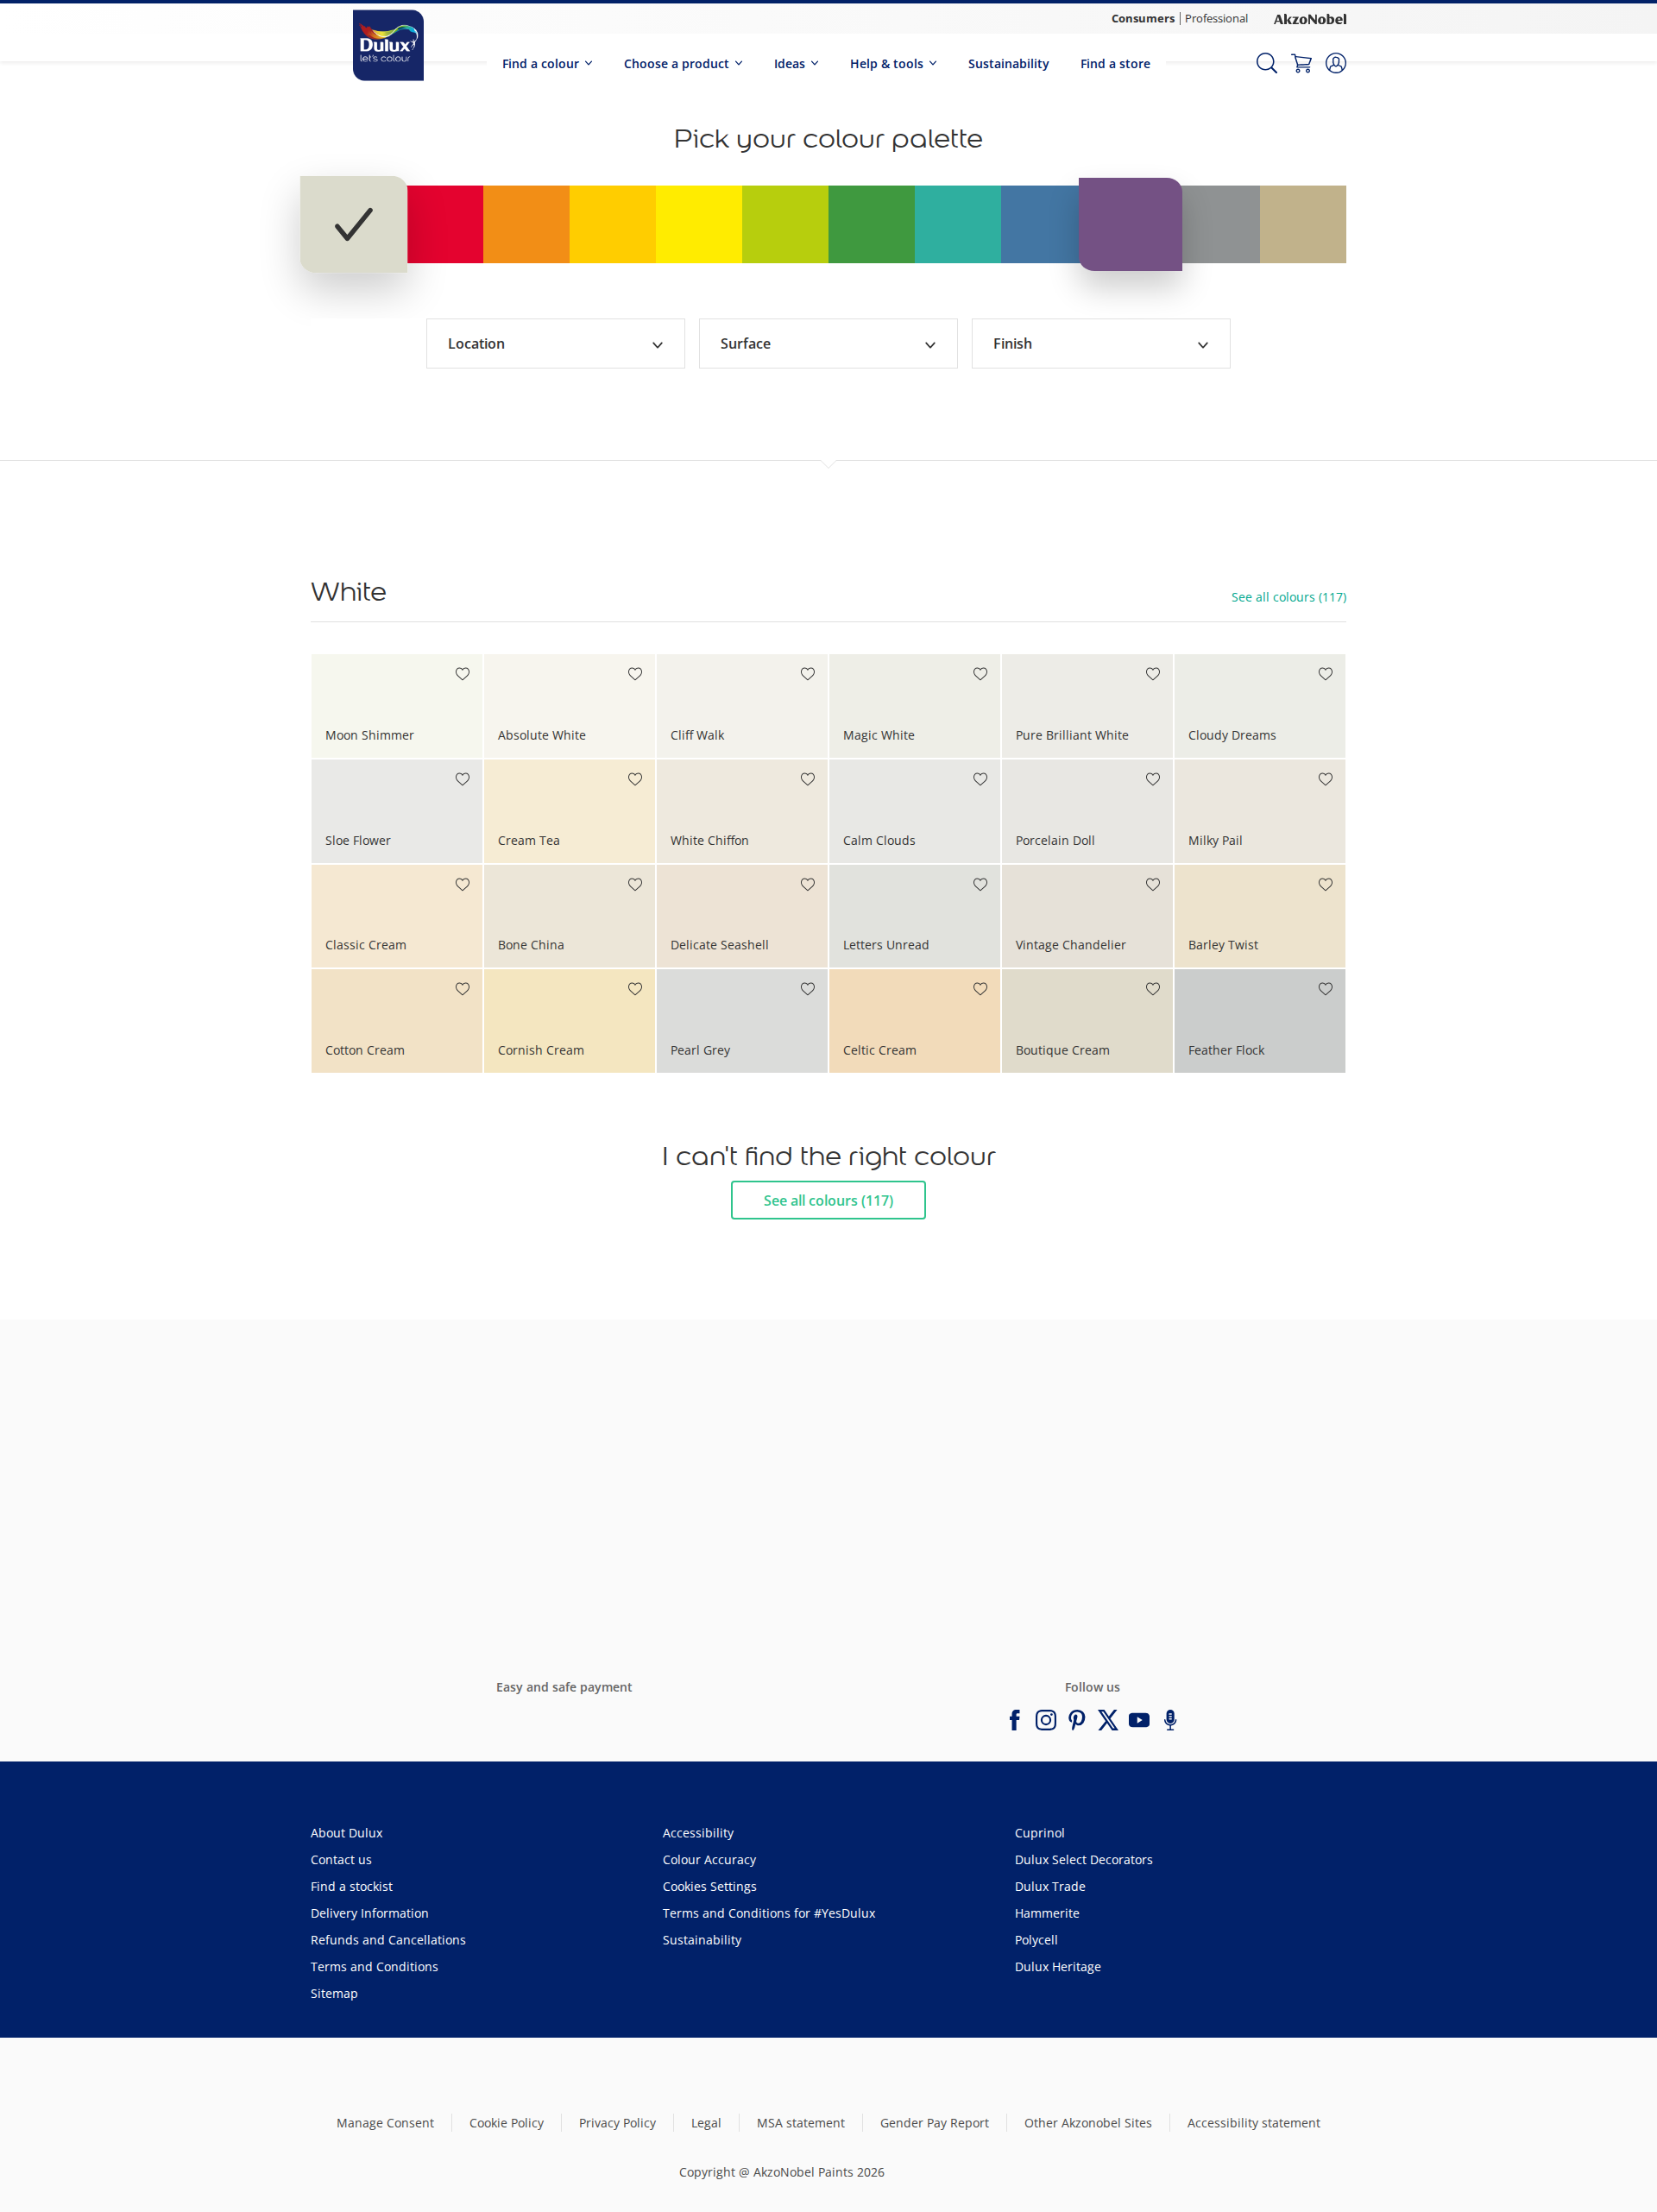 Consumers | Professional
AkzoNobel
Dulux
let's colour
Find a colour
Choose a product
Ideas
Help & tools
Sustainability
Find a store
Pick your colour palette
Location
Surface
Finish
White
See all colours (117)
Moon Shimmer
Absolute White
Cliff Walk
Magic White
Pure Brilliant White
Cloudy Dreams
Sloe Flower
Cream Tea
White Chiffon
Calm Clouds
Porcelain Doll
Milky Pail
Classic Cream
Bone China
Delicate Seashell
Letters Unread
Vintage Chandelier
Barley Twist
Cotton Cream
Cornish Cream
Pearl Grey
Celtic Cream
Boutique Cream
Feather Flock
I can't find the right colour
See all colours (117)
Easy and safe payment
Follow us
About Dulux
Contact us
Find a stockist
Delivery Information
Refunds and Cancellations
Terms and Conditions
Sitemap
Accessibility
Colour Accuracy
Cookies Settings
Terms and Conditions for #YesDulux
Sustainability
Cuprinol
Dulux Select Decorators
Dulux Trade
Hammerite
Polycell
Dulux Heritage
Manage Consent
Cookie Policy
Privacy Policy
Legal
MSA statement
Gender Pay Report
Other Akzonobel Sites
Accessibility statement
Copyright @ AkzoNobel Paints 2026